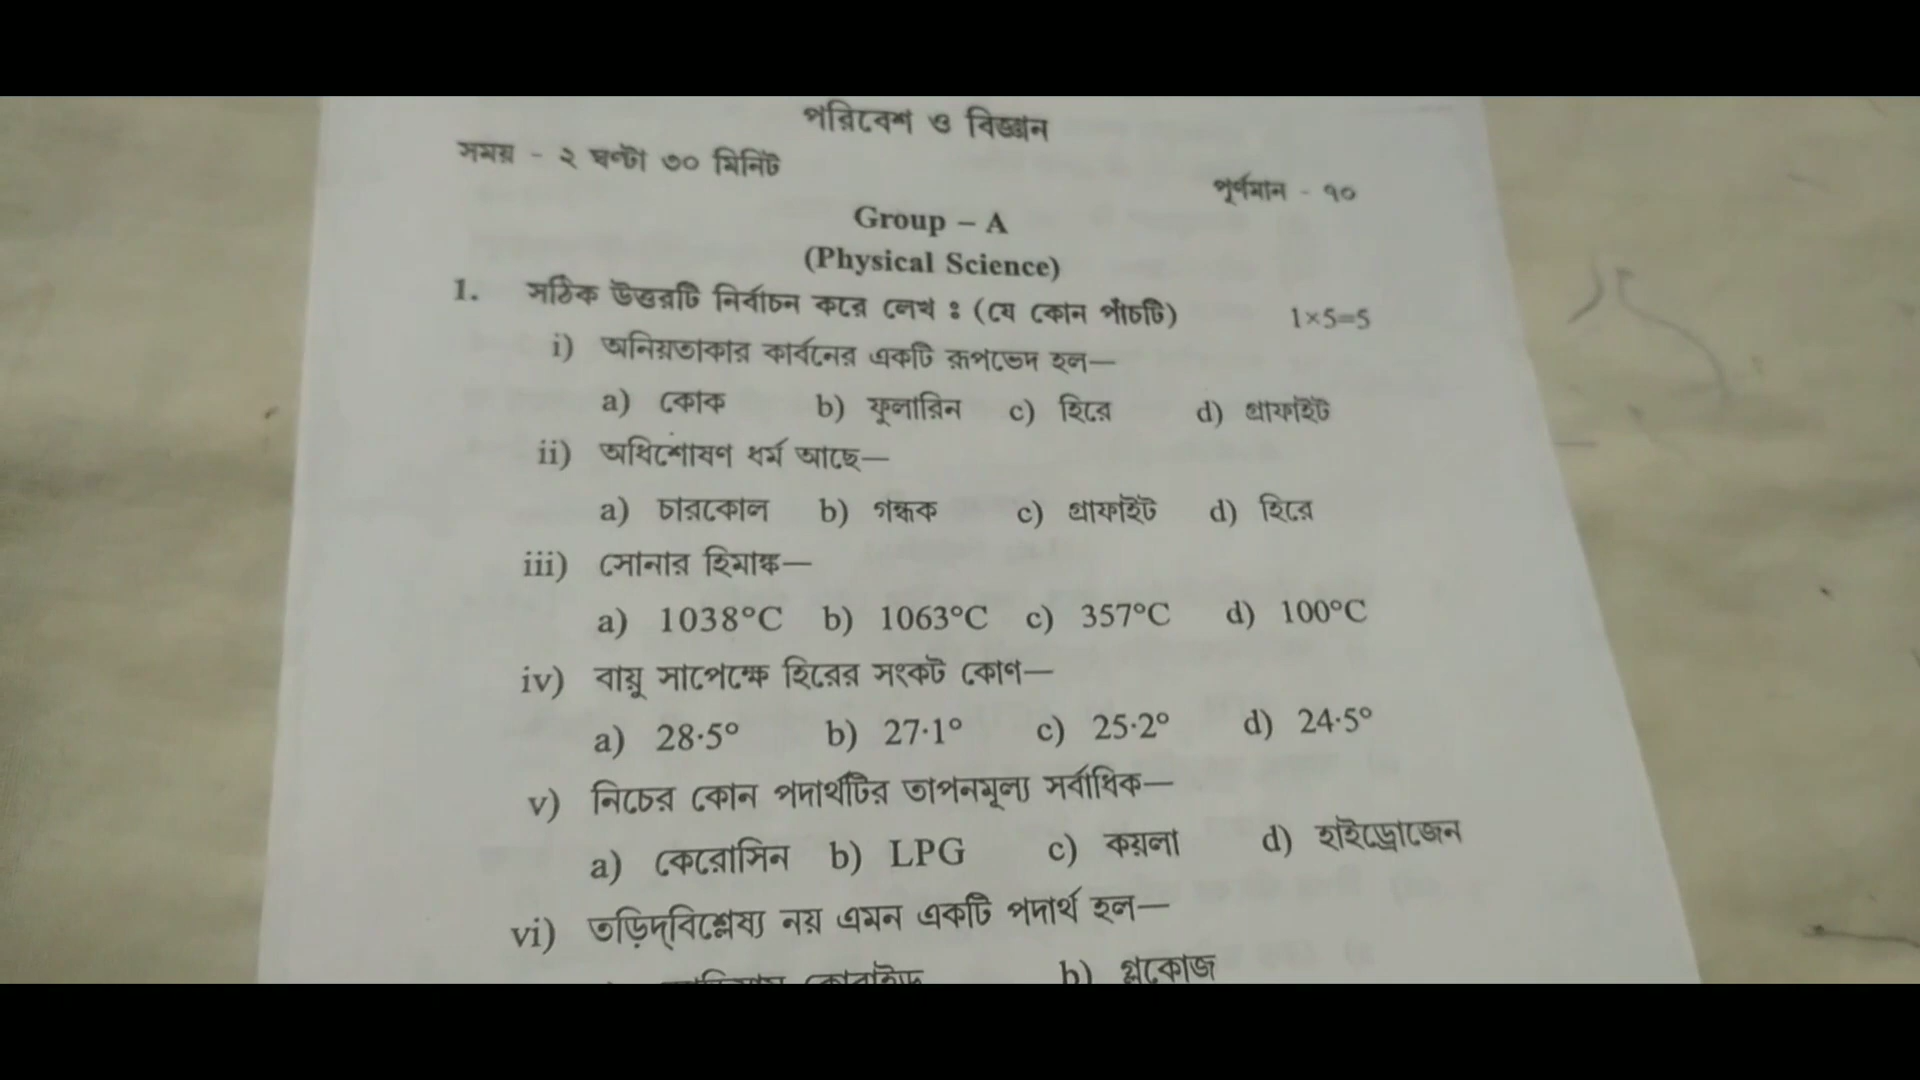 পরিবেশ ও বিজ্ঞান
সময় - ২ ঘণ্টা ৩০ মিনিট
পূর্ণমান - ৭০
Group – A
(Physical Science)
1. সঠিক উত্তরটি নির্বাচন করে লেখ ঃ (যে কোন পাঁচটি) 1×5=5
i) অনিয়তাকার কার্বনের একটি রূপভেদ হল—
a) কোক b) ফুলারিন c) হিরে d) গ্রাফাইট
ii) অধিশোষণ ধর্ম আছে—
a) চারকোল b) গন্ধক c) গ্রাফাইট d) হিরে
iii) সোনার হিমাঙ্ক—
a) 1038°C b) 1063°C c) 357°C d) 100°C
iv) বায়ু সাপেক্ষে হিরের সংকট কোণ—
a) 28·5° b) 27·1° c) 25·2° d) 24·5°
v) নিচের কোন পদার্থটির তাপনমূল্য সর্বাধিক—
a) কেরোসিন b) LPG c) কয়লা d) হাইড্রোজেন
vi) তড়িদ্‌বিশ্লেষ্য নয় এমন একটি পদার্থ হল—
b) গ্লুকোজ